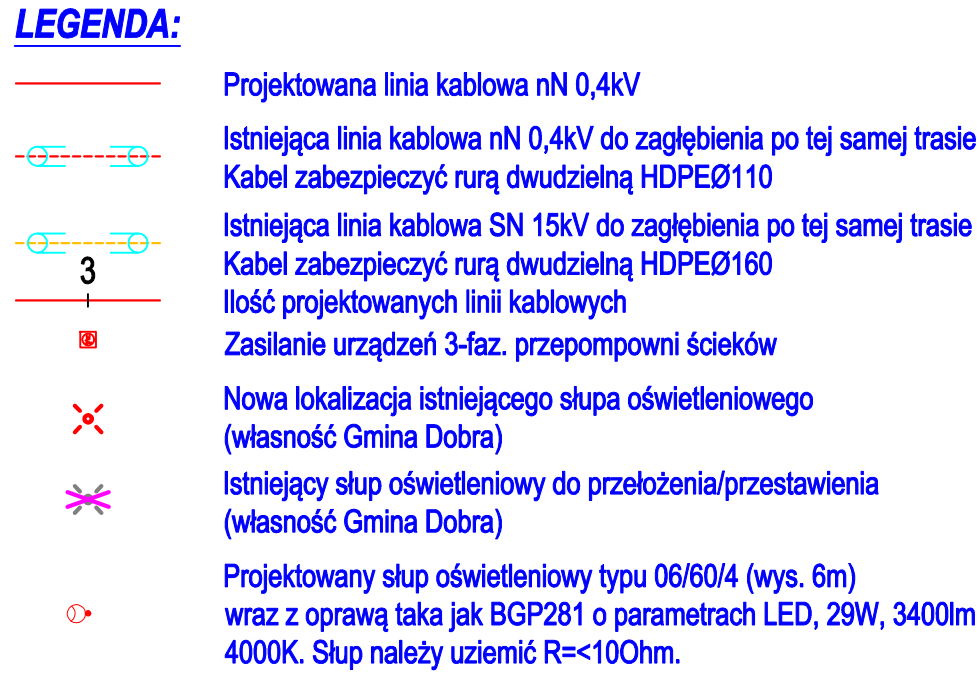 LEGENDA:
Projektowana linia kablowa nN 0,4kV
Istniejąca linia kablowa nN 0,4kV do zagłębienia po tej samej trasie
Kabel zabezpieczyć rurą dwudzielną HDPEØ110
Istniejąca linia kablowa SN 15kV do zagłębienia po tej samej trasie
Kabel zabezpieczyć rurą dwudzielną HDPEØ160
3
Ilość projektowanych linii kablowych
Zasilanie urządzeń 3-faz. przepompowni ścieków
Nowa lokalizacja istniejącego słupa oświetleniowego
(własność Gmina Dobra)
Istniejący słup oświetleniowy do przełożenia/przestawienia
(własność Gmina Dobra)
Projektowany słup oświetleniowy typu 06/60/4 (wys. 6m)
wraz z oprawą taka jak BGP281 o parametrach LED, 29W, 3400lm
4000K. Słup należy uziemić R=<10Ohm.